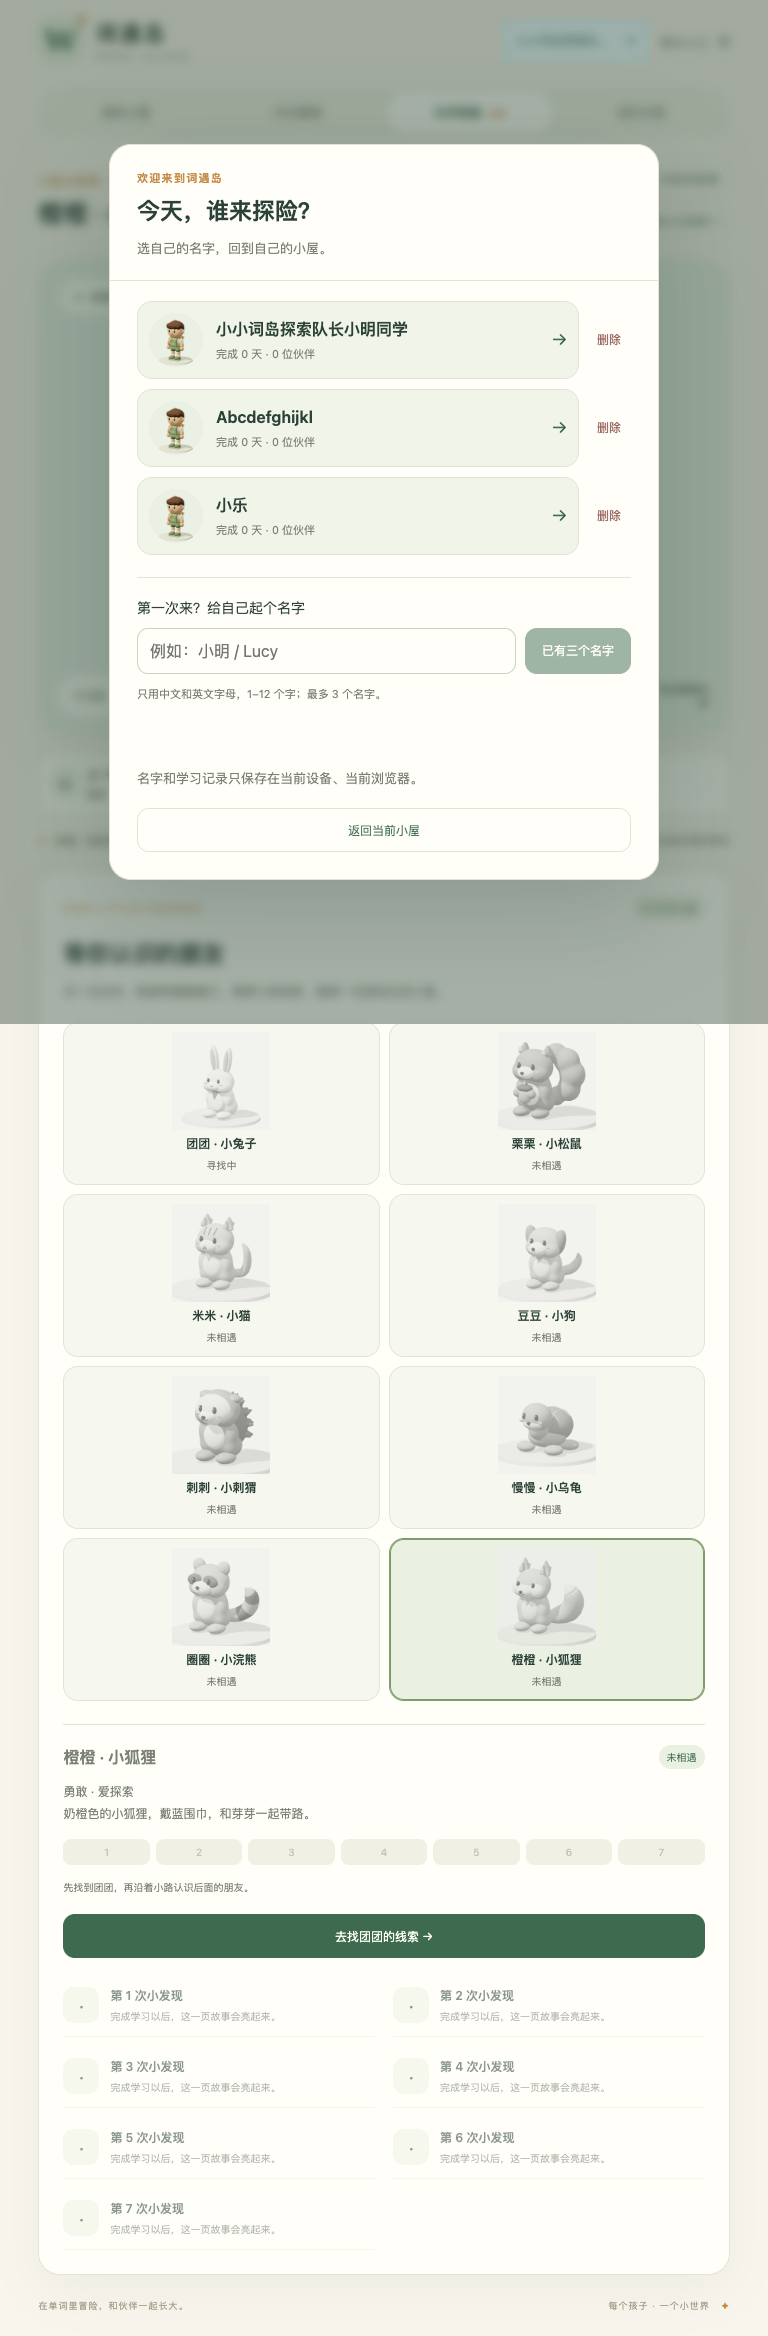 词遇岛
欢迎来到词遇岛
今天，谁来探险？
选自己的名字，回到自己的小屋。
小小词岛探索队长小明同学
完成 0 天 · 0 位伙伴
→
删除
Abcdefghijkl
完成 0 天 · 0 位伙伴
→
删除
小乐
完成 0 天 · 0 位伙伴
→
删除
第一次来？给自己起个名字
例如：小明 / Lucy
已有三个名字
只用中文和英文字母，1–12 个字；最多 3 个名字。
名字和学习记录只保存在当前设备、当前浏览器。
返回当前小屋
等你认识的朋友
团团 · 小兔子
寻找中
栗栗 · 小松鼠
未相遇
米米 · 小猫
未相遇
豆豆 · 小狗
未相遇
刺刺 · 小刺猬
未相遇
慢慢 · 小乌龟
未相遇
圈圈 · 小浣熊
未相遇
橙橙 · 小狐狸
未相遇
橙橙 · 小狐狸
未相遇
勇敢 · 爱探索
奶橙色的小狐狸，戴蓝围巾，和芽芽一起带路。
1 2 3 4 5 6 7
先找到团团，再沿着小路认识后面的朋友。
去找团团的线索 →
第 1 次小发现
完成学习以后，这一页故事会亮起来。
第 2 次小发现
完成学习以后，这一页故事会亮起来。
第 3 次小发现
完成学习以后，这一页故事会亮起来。
第 4 次小发现
完成学习以后，这一页故事会亮起来。
第 5 次小发现
完成学习以后，这一页故事会亮起来。
第 6 次小发现
完成学习以后，这一页故事会亮起来。
第 7 次小发现
完成学习以后，这一页故事会亮起来。
在单词里冒险，和伙伴一起长大。
每个孩子 · 一个小世界